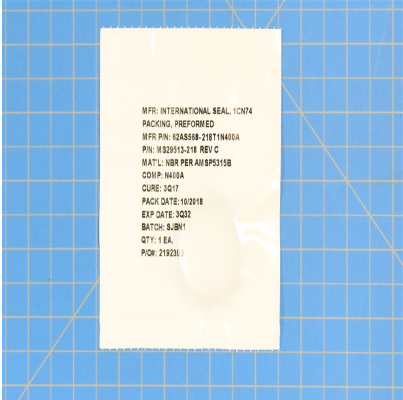 MFR: INTERNATIONAL SEAL, 1CN74
PACKING, PREFORMED
MFR P/N: 62AS568-218T1N400A
P/N: MS29513-218 REV C
MAT'L: NBR PER AMSP5315B
COMP: N400A
CURE: 3Q17
PACK DATE: 10/2018
EXP DATE: 3Q32
BATCH: SJBN1
QTY: 1 EA.
P/O#: